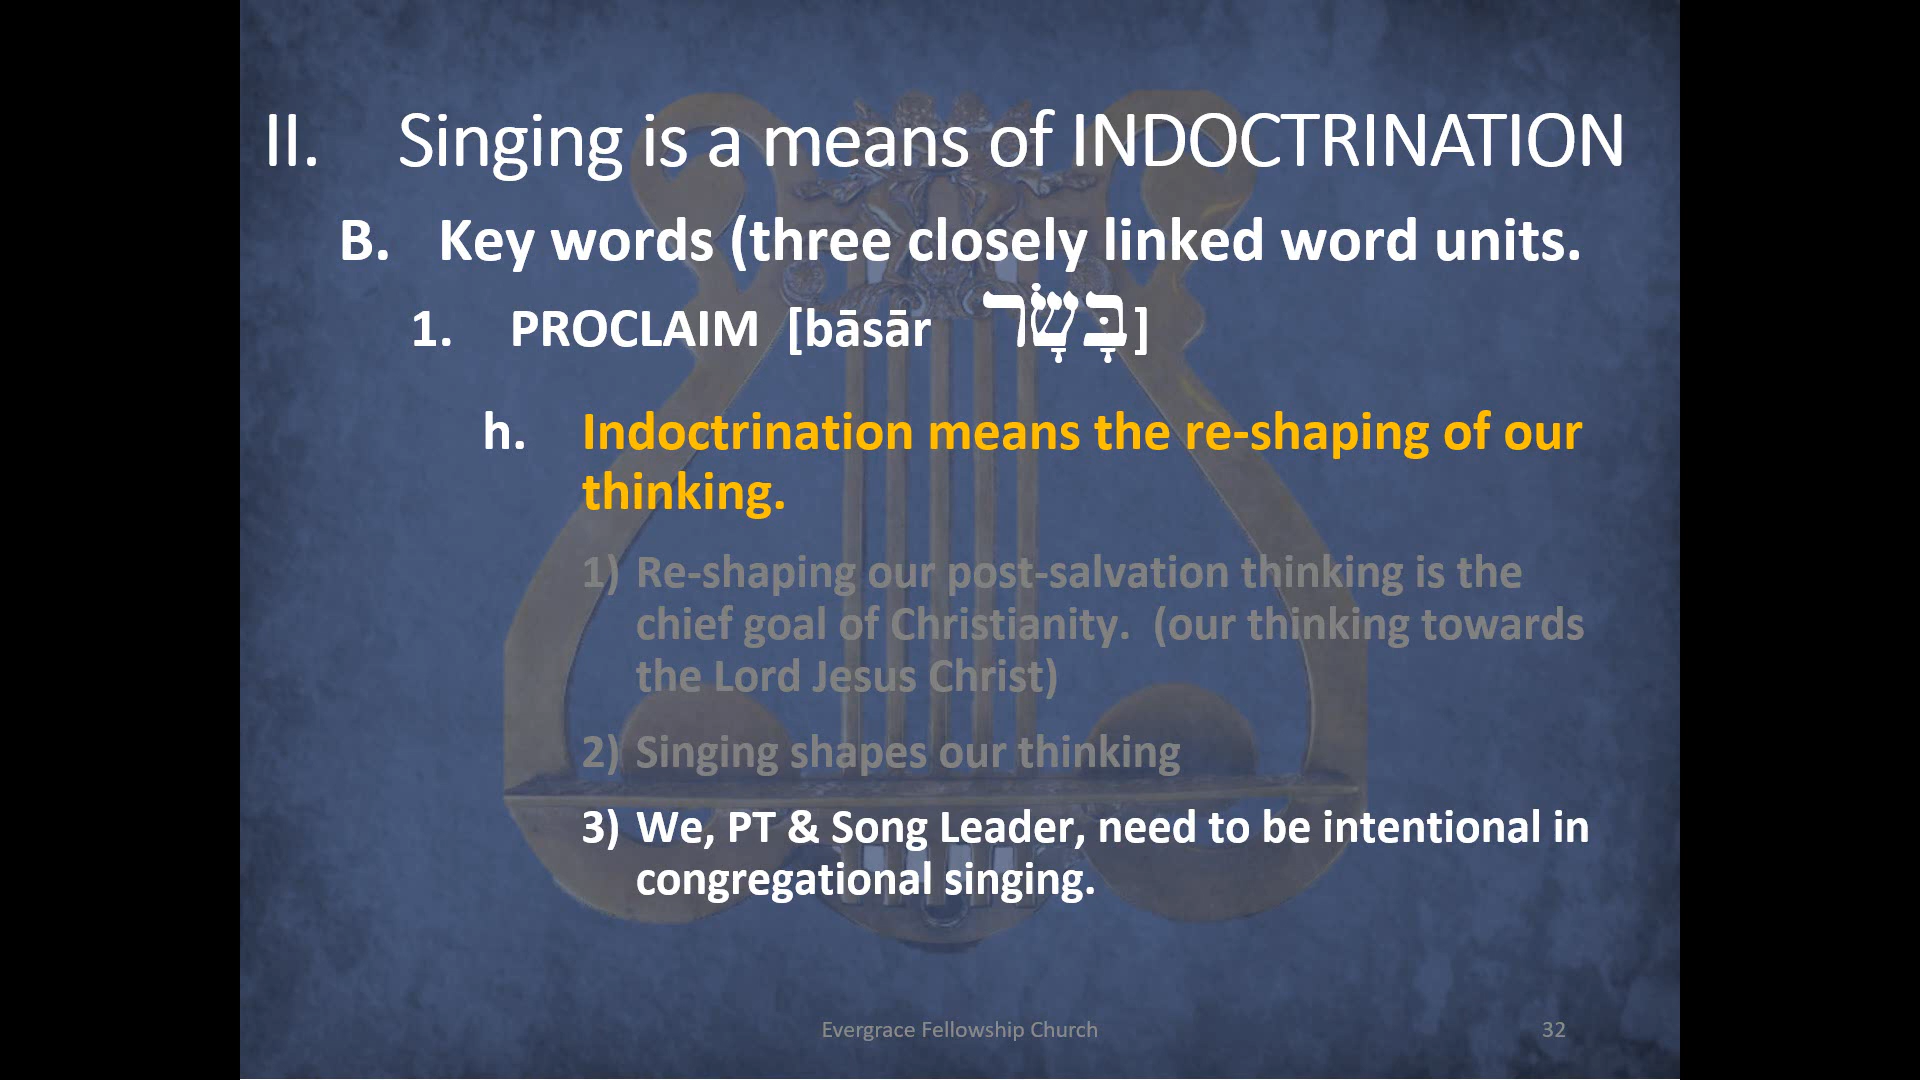 II. Singing is a means of INDOCTRINATION
B. Key words (three closely linked word units.
1. PROCLAIM [bāsār בָּשָׂר]
h. Indoctrination means the re-shaping of our
thinking.
1) Re-shaping our post-salvation thinking is the
chief goal of Christianity. (our thinking towards
the Lord Jesus Christ)
2) Singing shapes our thinking
3) We, PT & Song Leader, need to be intentional in
congregational singing.
Evergrace Fellowship Church 32